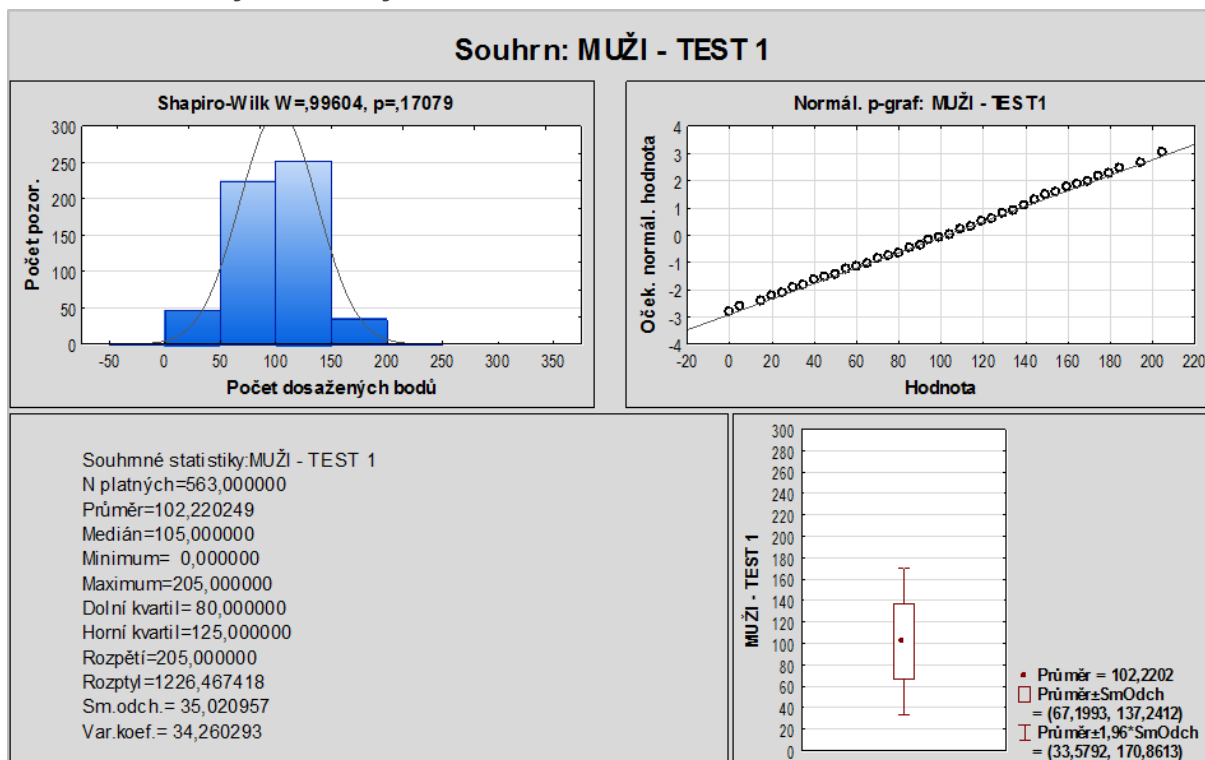 Souhrn: MUŽI - TEST 1
Shapiro-Wilk W=,99604, p=,17079
300
250
200
150
100
50
0
Počet pozor.
-50 0 50 100 150 200 250 300 350
Počet dosažených bodů
Normál. p-graf: MUŽI - TEST1
4
3
2
1
0
-1
-2
-3
-4
Oček. normál. hodnota
-20 0 20 40 60 80 100 120 140 160 180 200 220
Hodnota
Souhrnné statistiky:MUŽI - TEST 1
N platných=563,000000
Průměr=102,220249
Medián=105,000000
Minimum= 0,000000
Maximum=205,000000
Dolní kvartil= 80,000000
Horní kvartil=125,000000
Rozpětí=205,000000
Rozptyl=1226,467418
Sm.odch.= 35,020957
Var.koef.= 34,260293
300
280
260
240
220
200
180
160
140
120
100
80
60
40
20
0
MUŽI - TEST 1
Průměr = 102,2202
Průměr±SmOdch
= (67,1993, 137,2412)
Průměr±1,96*SmOdch
= (33,5792, 170,8613)